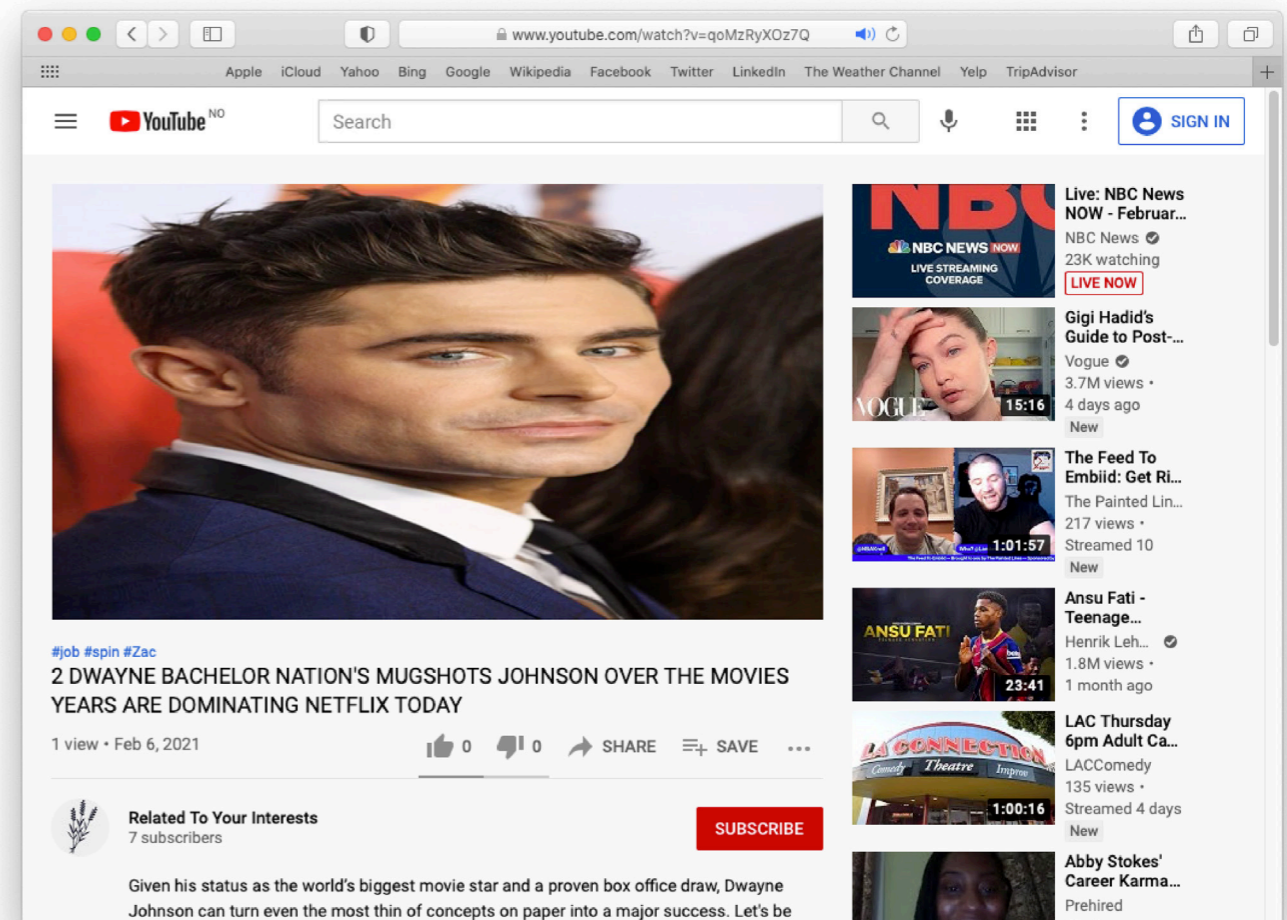 www.youtube.com/watch?v=qoMzRyXOz7Q
Apple iCloud Yahoo Bing Google Wikipedia Facebook Twitter LinkedIn The Weather Channel Yelp TripAdvisor
YouTube NO
Search
SIGN IN
#job #spin #Zac
2 DWAYNE BACHELOR NATION'S MUGSHOTS JOHNSON OVER THE MOVIES
YEARS ARE DOMINATING NETFLIX TODAY
1 view • Feb 6, 2021
0 0 SHARE SAVE
Related To Your Interests
7 subscribers
SUBSCRIBE
Given his status as the world's biggest movie star and a proven box office draw, Dwayne
Johnson can turn even the most thin of concepts on paper into a major success. Let's be
NBC
NBC NEWS NOW
LIVE STREAMING
COVERAGE
Live: NBC News
NOW - Februar...
NBC News
23K watching
LIVE NOW
VOGUE
15:16
Gigi Hadid's
Guide to Post-...
Vogue
3.7M views •
4 days ago
New
1:01:57
The Feed To
Embiid: Get Ri...
The Painted Lin...
217 views •
Streamed 10
New
ANSU FATI
23:41
Ansu Fati -
Teenage...
Henrik Leh...
1.8M views •
1 month ago
LA CONNECTION
Comedy Theatre Improv
1:00:16
LAC Thursday
6pm Adult Ca...
LACComedy
135 views •
Streamed 4 days
New
Abby Stokes'
Career Karma...
Prehired